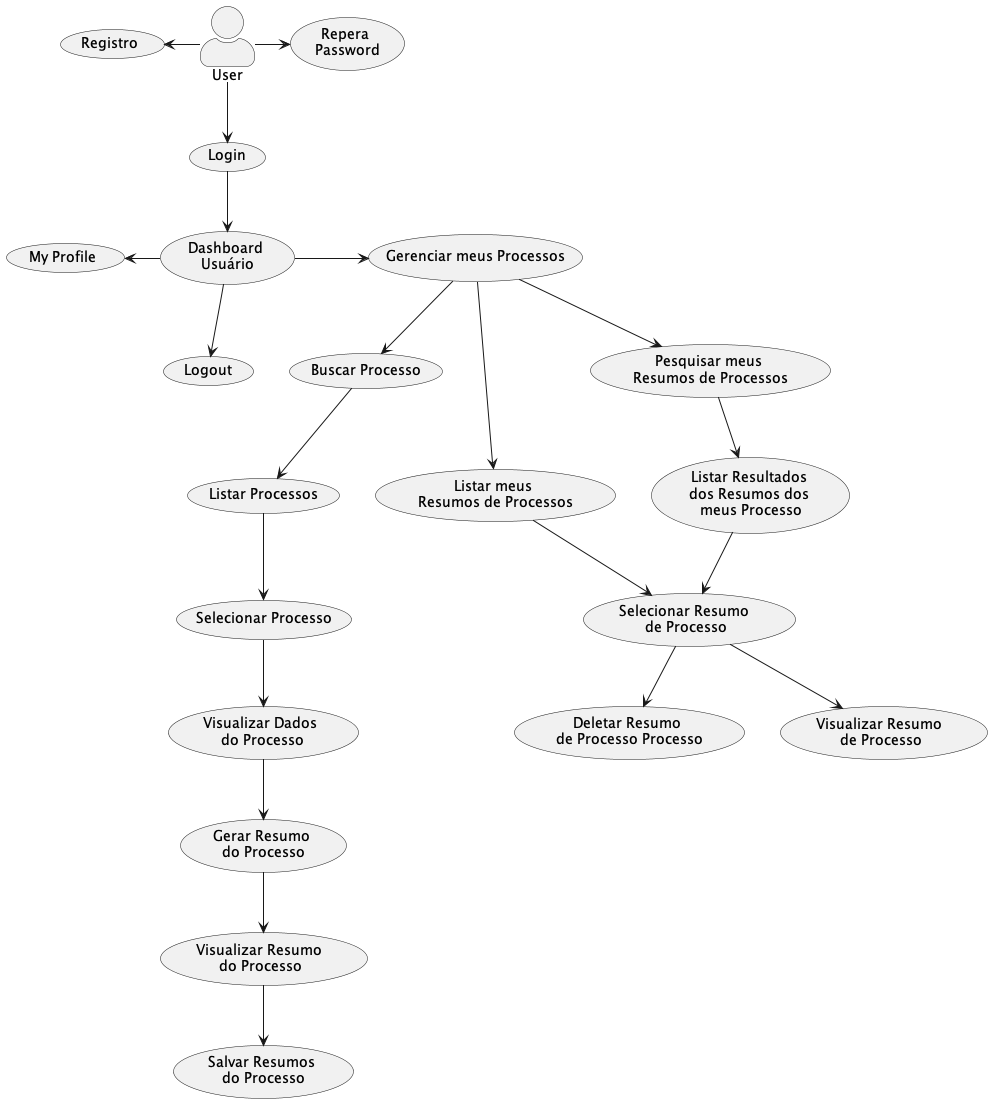 Registro
Repera
Password
User
Login
My Profile
Dashboard
Usuário
Gerenciar meus Processos
Logout
Buscar Processo
Pesquisar meus
Resumos de Processos
Listar Processos
Listar meus
Resumos de Processos
Listar Resultados
dos Resumos dos
meus Processo
Selecionar Processo
Selecionar Resumo
de Processo
Visualizar Dados
do Processo
Deletar Resumo
de Processo Processo
Visualizar Resumo
de Processo
Gerar Resumo
do Processo
Visualizar Resumo
do Processo
Salvar Resumos
do Processo